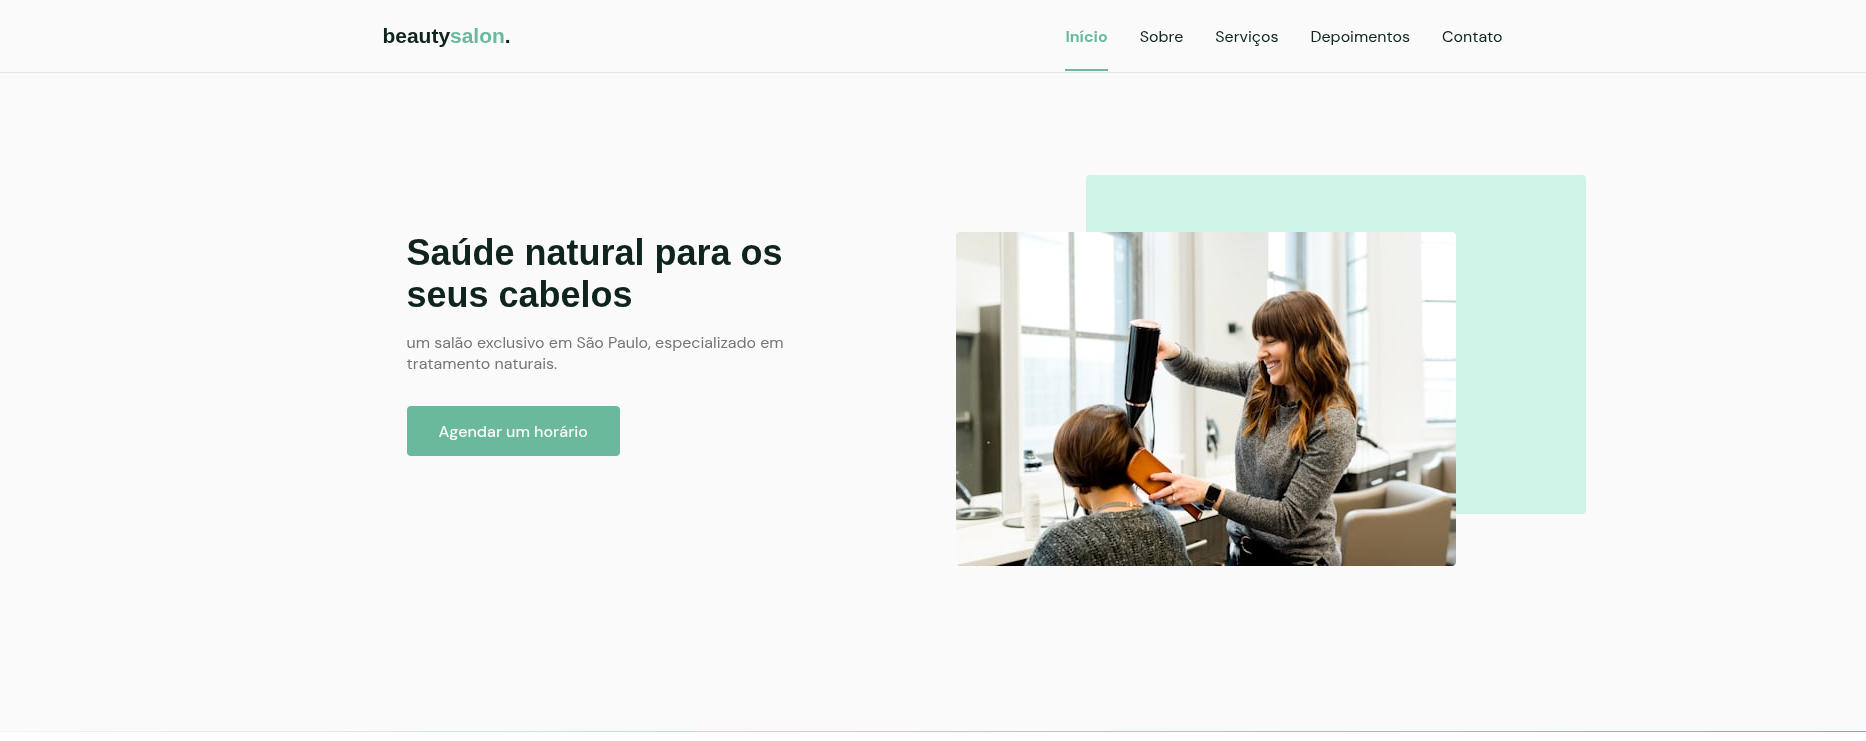 beautysalon.
Início Sobre Serviços Depoimentos Contato
Saúde natural para os
seus cabelos
um salão exclusivo em São Paulo, especializado em
tratamento naturais.
Agendar um horário